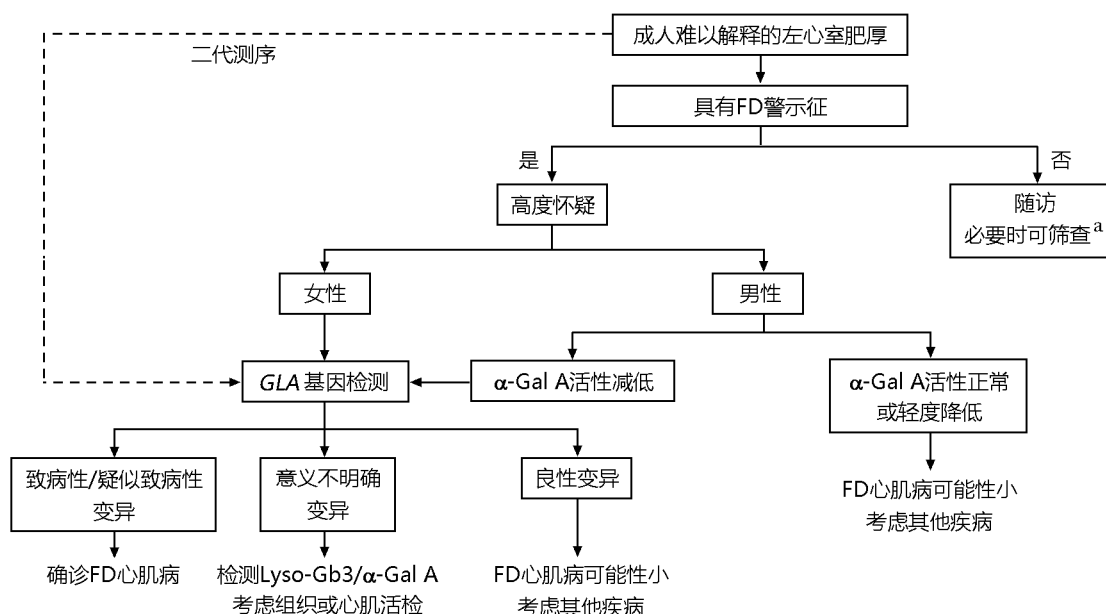 成人难以解释的左心室肥厚
二代测序
具有FD警示征
是
否
高度怀疑
随访
必要时可筛查a
女性
男性
GLA基因检测
α-Gal A活性减低
α-Gal A活性正常
或轻度降低
致病性/疑似致病性
变异
意义不明确
变异
良性变异
FD心肌病可能性小
考虑其他疾病
确诊FD心肌病
检测Lyso-Gb3/α-Gal A
考虑组织或心肌活检
FD心肌病可能性小
考虑其他疾病